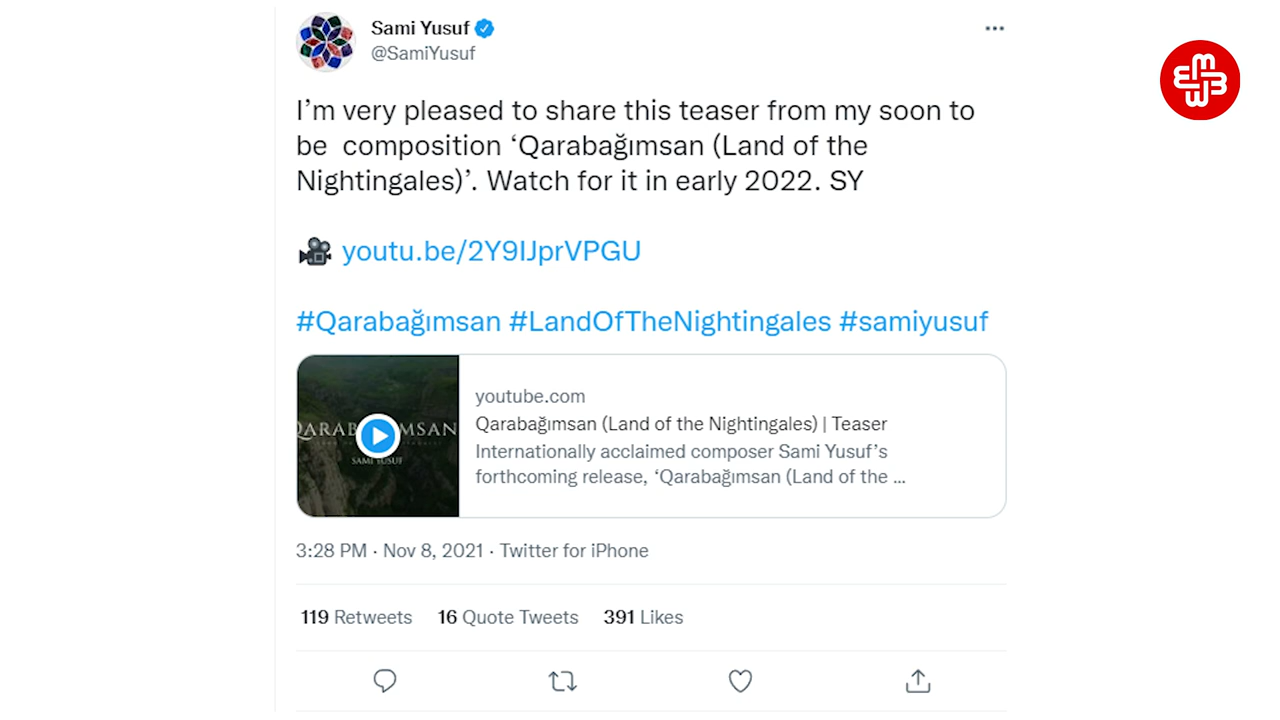 Sami Yusuf
@SamiYusuf
I’m very pleased to share this teaser from my soon to
be  composition ‘Qarabağımsan (Land of the
Nightingales)’. Watch for it in early 2022. SY
youtu.be/2Y9IJprVPGU
#Qarabağımsan #LandOfTheNightingales #samiyusuf
youtube.com
Qarabağımsan (Land of the Nightingales) | Teaser
Internationally acclaimed composer Sami Yusuf’s
forthcoming release, ‘Qarabağımsan (Land of the ...
SAMI YUSUF
3:28 PM · Nov 8, 2021 · Twitter for iPhone
119 Retweets 16 Quote Tweets 391 Likes